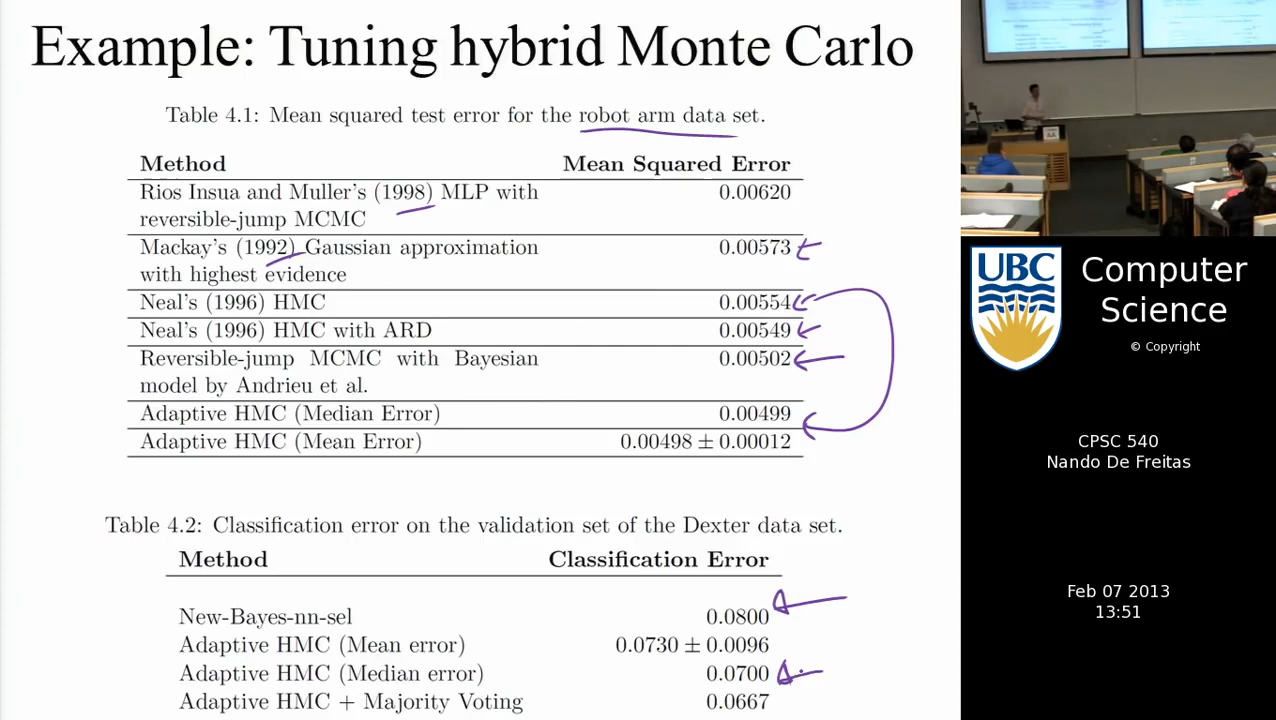 Example: Tuning hybrid Monte Carlo
Table 4.1: Mean squared test error for the robot arm data set.
Method Mean Squared Error
Rios Insua and Muller's (1998) MLP with 0.00620
reversible-jump MCMC
Mackay's (1992) Gaussian approximation 0.00573
with highest evidence
Neal's (1996) HMC 0.00554
Neal's (1996) HMC with ARD 0.00549
Reversible-jump MCMC with Bayesian 0.00502
model by Andrieu et al.
Adaptive HMC (Median Error) 0.00499
Adaptive HMC (Mean Error) 0.00498 ± 0.00012
Table 4.2: Classification error on the validation set of the Dexter data set.
Method Classification Error
New-Bayes-nn-sel 0.0800
Adaptive HMC (Mean error) 0.0730 ± 0.0096
Adaptive HMC (Median error) 0.0700
Adaptive HMC + Majority Voting 0.0667
UBC
Computer
Science
© Copyright
CPSC 540
Nando De Freitas
Feb 07 2013
13:51